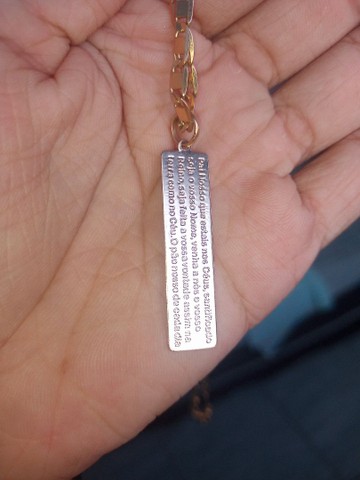 Pai Nosso que estais nos Céus, santificado
seja o vosso Nome, venha a nós o vosso
Reino, seja feita a vossa vontade assim na
terra como no Céu. O pão nosso de cada dia